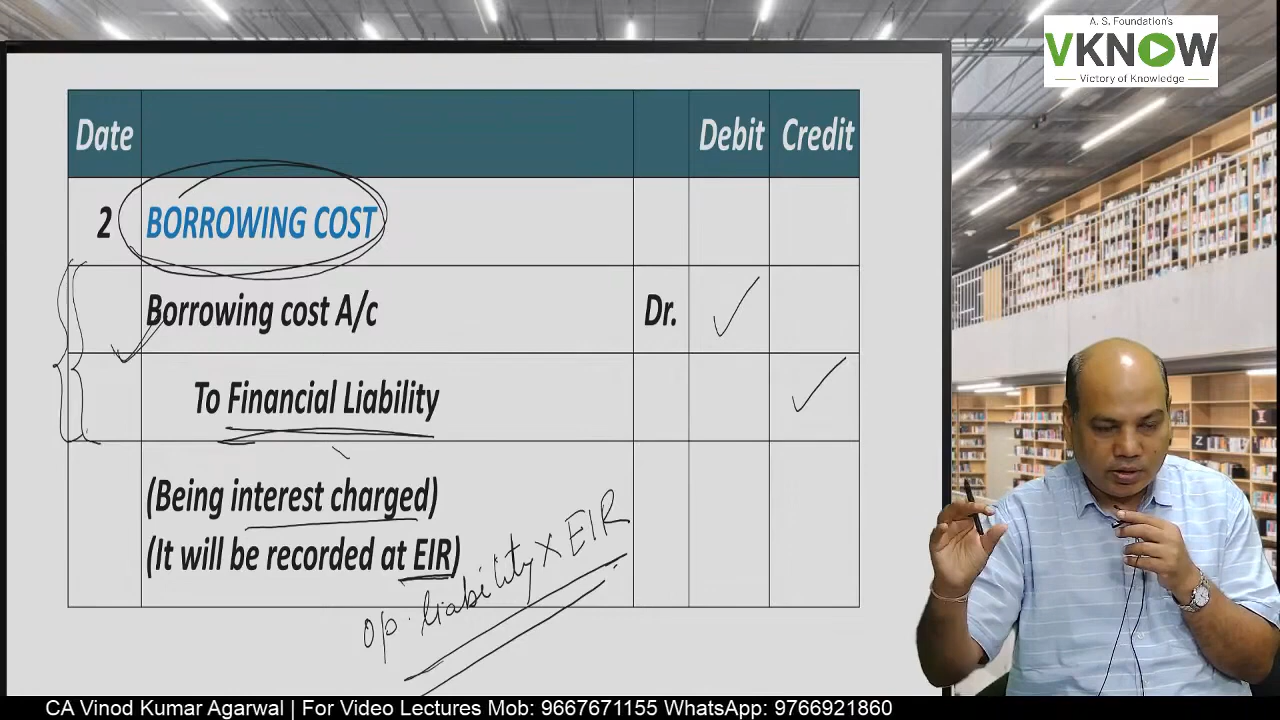 A. S. Foundation's
VKNOW
Victory of Knowledge
Date Debit Credit
2 BORROWING COST
Borrowing cost A/c Dr.
To Financial Liability
(Being interest charged)
(It will be recorded at EIR)
Op. liability X EIR
CA Vinod Kumar Agarwal | For Video Lectures Mob: 9667671155 WhatsApp: 9766921860